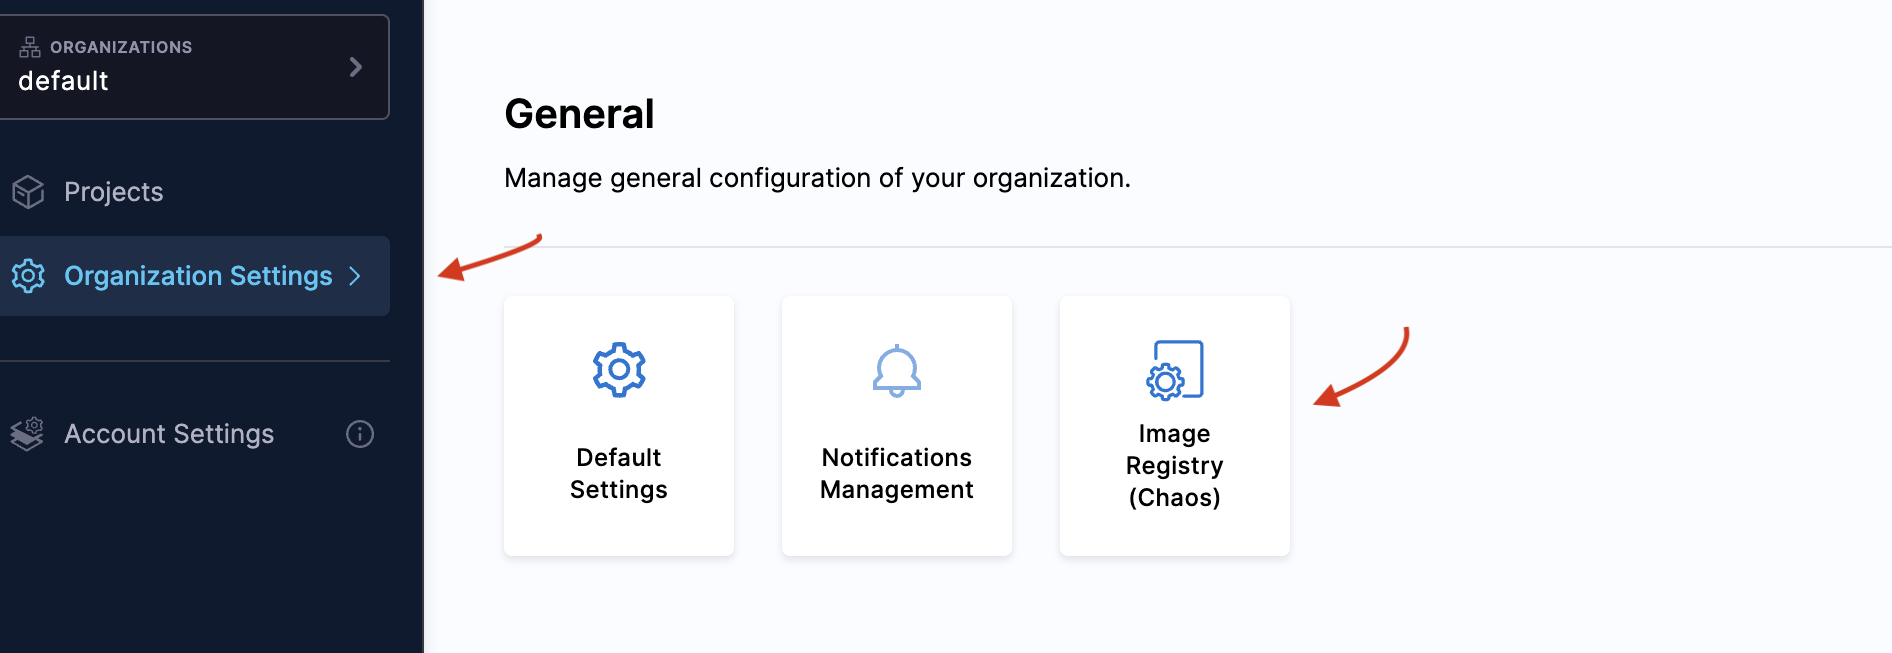 ORGANIZATIONS
default
Projects
Organization Settings
Account Settings
General
Manage general configuration of your organization.
Default
Settings
Notifications
Management
Image
Registry
(Chaos)